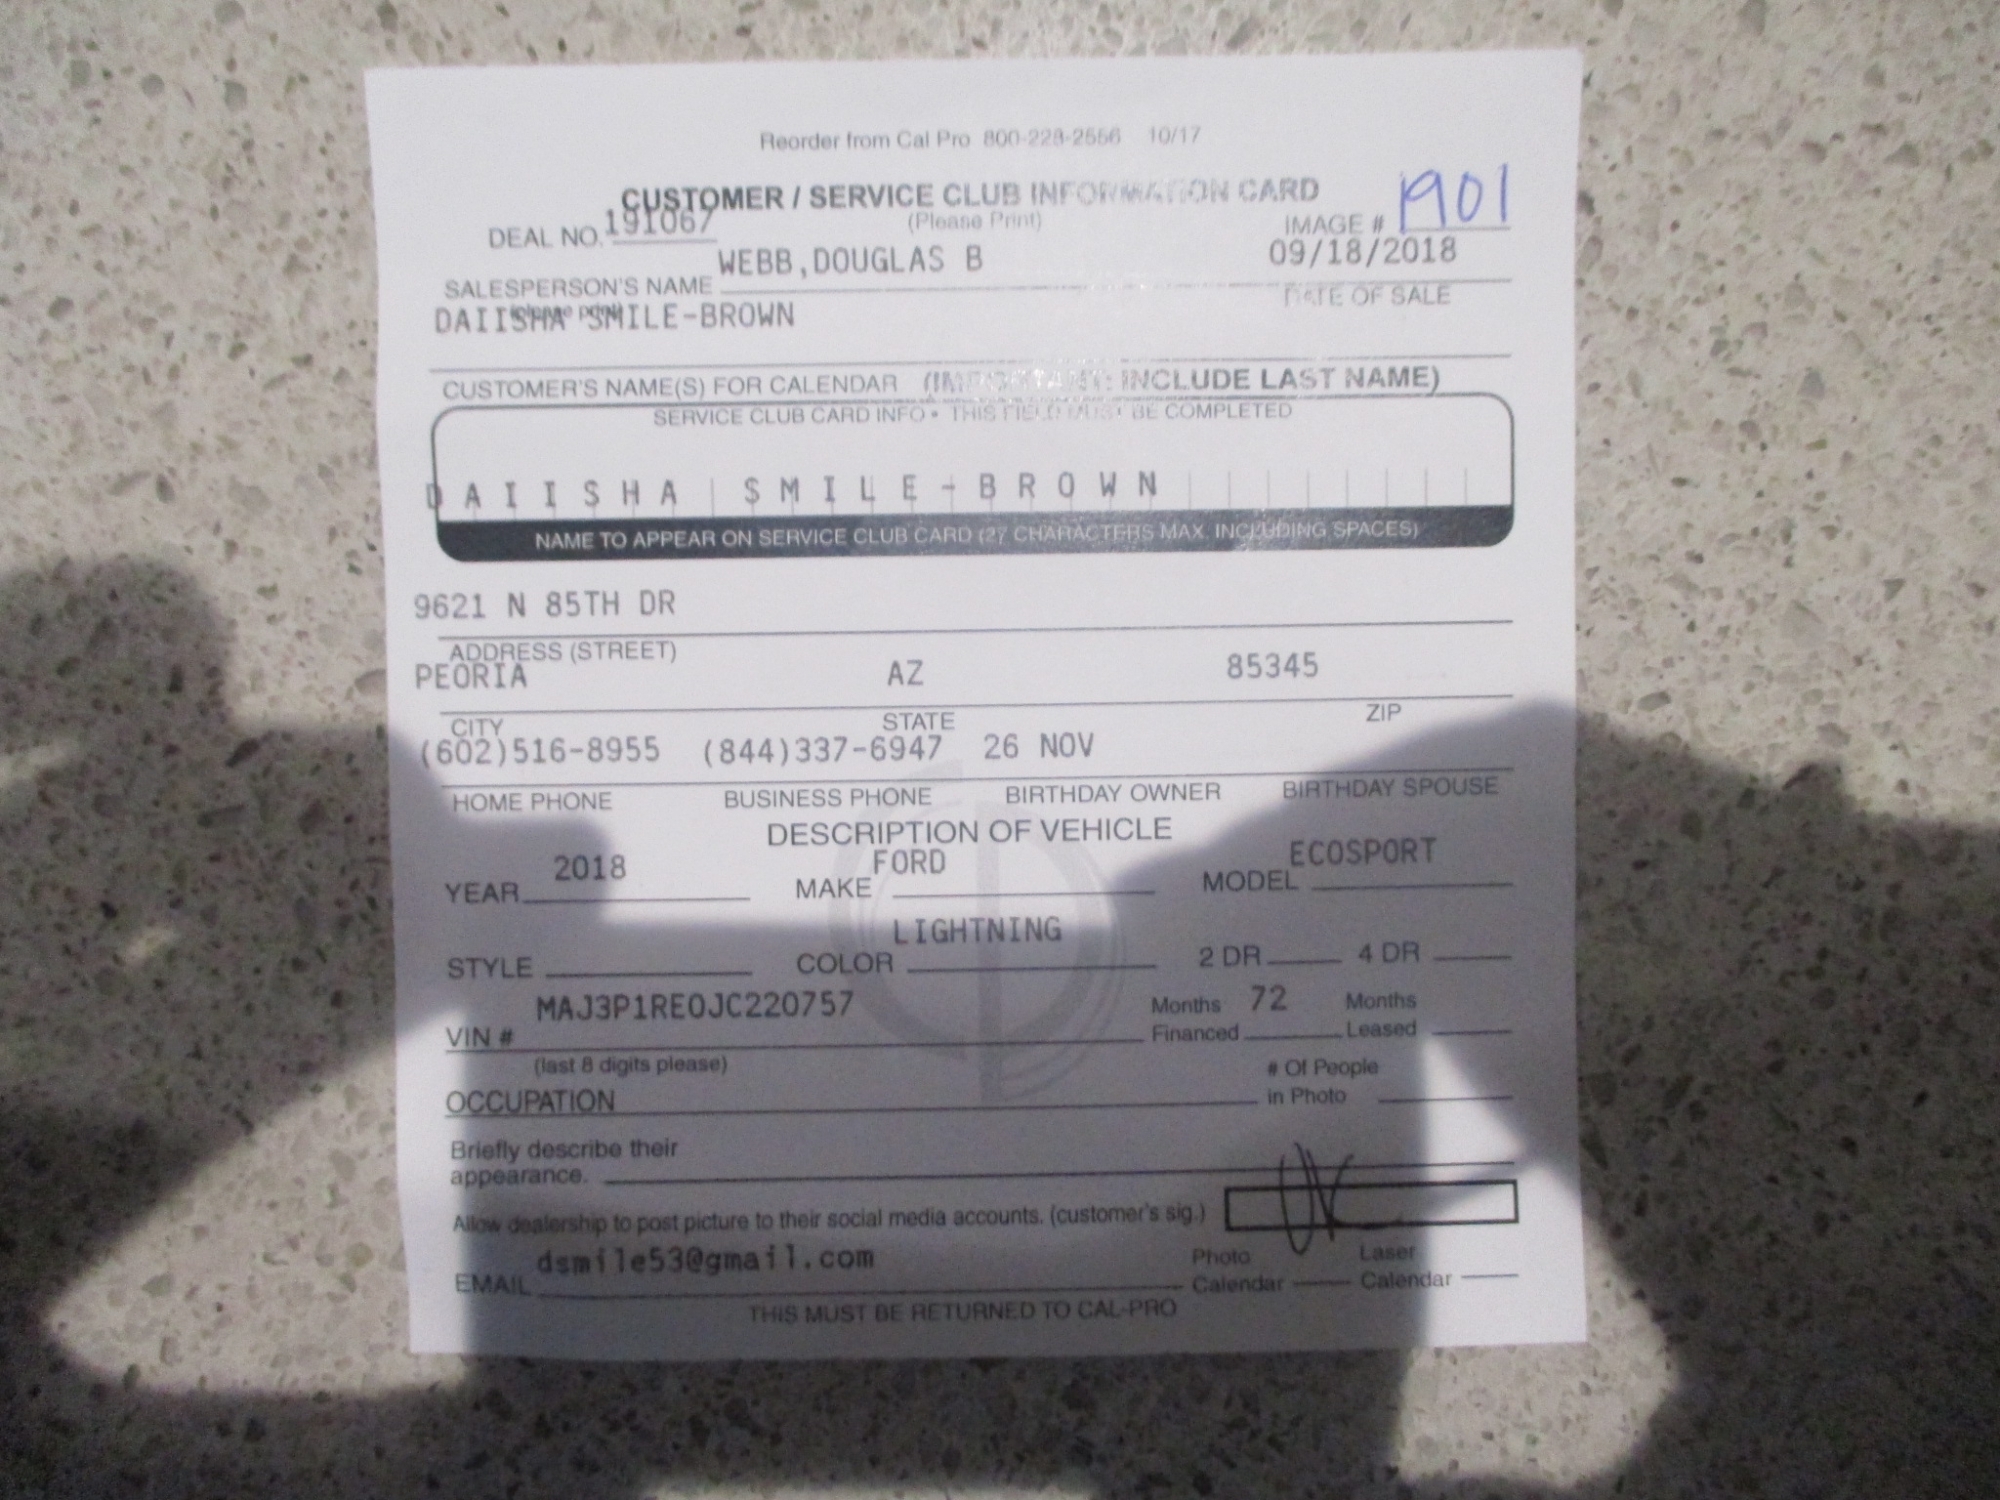 Reorder from Cal Pro 800-228-2556 10/17
CUSTOMER / SERVICE CLUB INFORMATION CARD
(Please Print)
DEAL NO. 191067
IMAGE # 1901
WEBB,DOUGLAS B 09/18/2018
SALESPERSON'S NAME DATE OF SALE
(please print)
DAIISHA SMILE-BROWN
CUSTOMER'S NAME(S) FOR CALENDAR (IMPORTANT: INCLUDE LAST NAME)
SERVICE CLUB CARD INFO • THIS FIELD MUST BE COMPLETED
DAIISHA SMILE-BROWN
NAME TO APPEAR ON SERVICE CLUB CARD (27 CHARACTERS MAX. INCLUDING SPACES)
9621 N 85TH DR
ADDRESS (STREET)
PEORIA AZ 85345
CITY STATE ZIP
(602)516-8955 (844)337-6947 26 NOV
HOME PHONE BUSINESS PHONE BIRTHDAY OWNER BIRTHDAY SPOUSE
DESCRIPTION OF VEHICLE
YEAR 2018 MAKE FORD MODEL ECOSPORT
STYLE COLOR LIGHTNING 2 DR 4 DR
VIN # MAJ3P1RE0JC220757
(last 8 digits please)
Months Financed 72 Months Leased
OCCUPATION
# Of People in Photo
Briefly describe their
appearance.
Allow dealership to post picture to their social media accounts. (customer's sig.)
EMAIL dsmile53@gmail.com
Photo Calendar Laser Calendar
THIS MUST BE RETURNED TO CAL-PRO